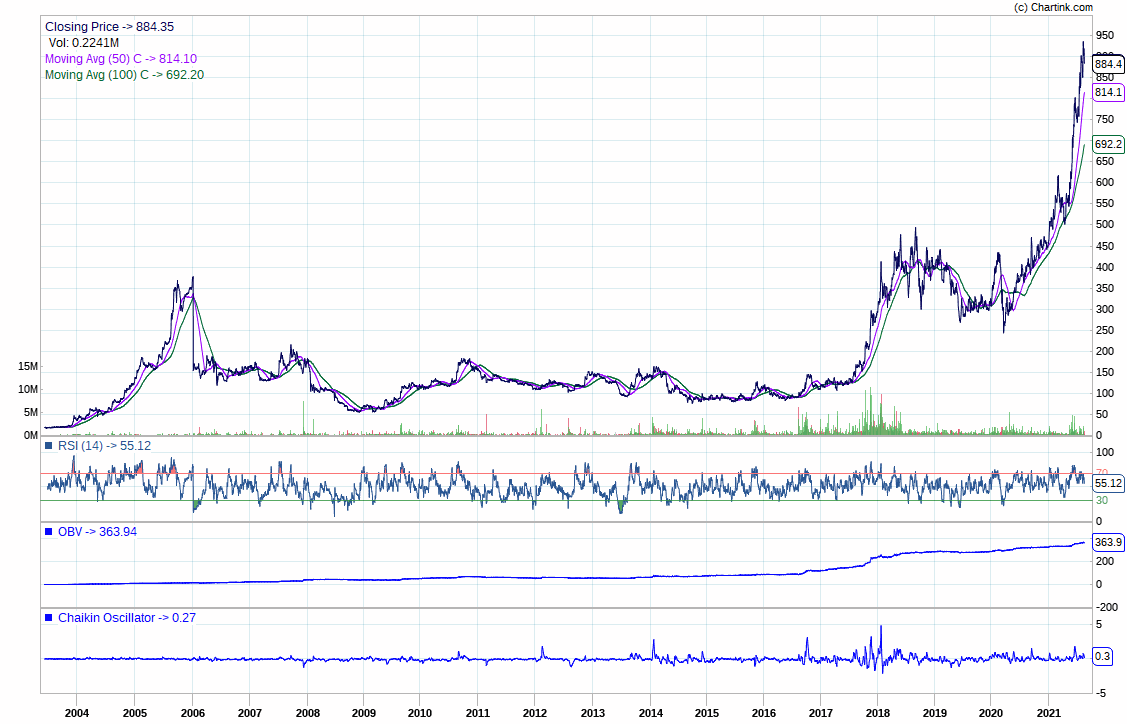 (c) Chartink.com
Closing Price -> 884.35
Vol: 0.2241M
Moving Avg (50) C -> 814.10
Moving Avg (100) C -> 692.20
950
900
884.4
850
814.1
750
692.2
650
600
550
500
450
400
350
300
250
200
150
100
50
0
15M
10M
5M
0M
RSI (14) -> 55.12
100
70
55.12
30
0
OBV -> 363.94
363.9
200
0
-200
Chaikin Oscillator -> 0.27
5
0.3
-5
2004 2005 2006 2007 2008 2009 2010 2011 2012 2013 2014 2015 2016 2017 2018 2019 2020 2021